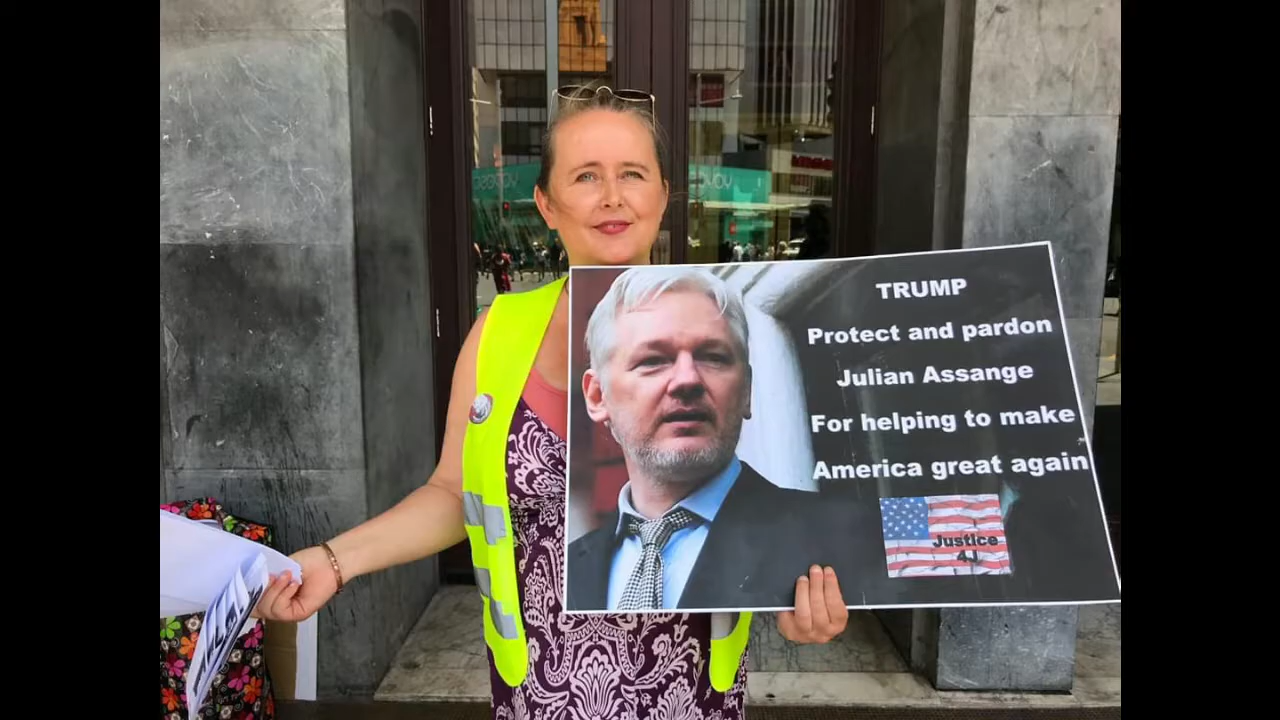 TRUMP
Protect and pardon
Julian Assange
For helping to make
America great again
Justice
4J